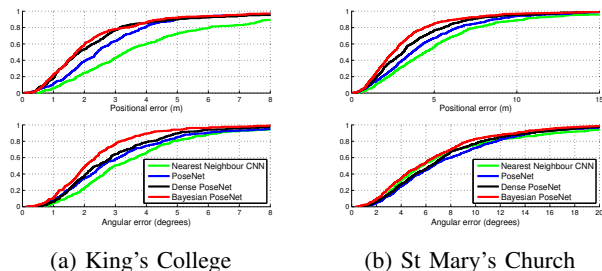 1
0.8
0.6
0.4
0.2
0
0 1 2 3 4 5 6 7 8
Positional error (m)
1
0.8
0.6
0.4
0.2
0
0 5 10 15
Positional error (m)
1
0.8
0.6
0.4
0.2
0
0 1 2 3 4 5 6 7 8
Angular error (degrees)
Nearest Neighbour CNN
PoseNet
Dense PoseNet
Bayesian PoseNet
1
0.8
0.6
0.4
0.2
0
0 2 4 6 8 10 12 14 16 18 20
Angular error (degrees)
Nearest Neighbour CNN
PoseNet
Dense PoseNet
Bayesian PoseNet
(a) King's College
(b) St Mary's Church